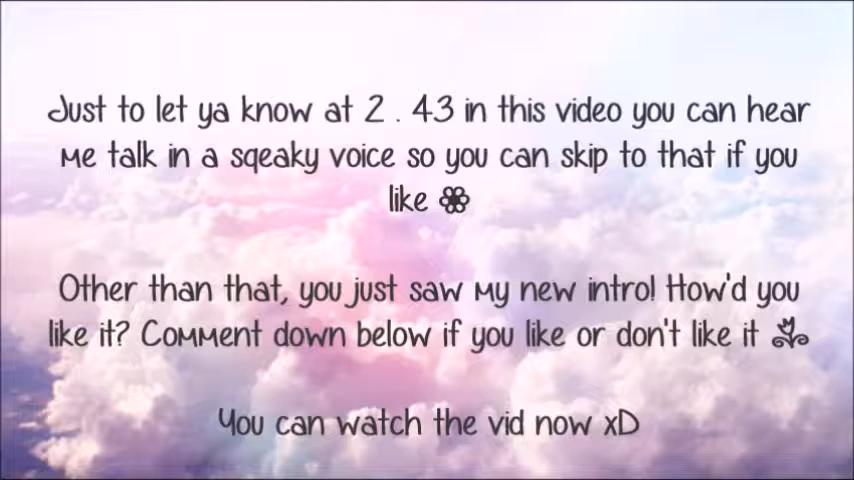 Just to let ya know at 2 . 43 in this video you can hear
me talk in a sqeaky voice so you can skip to that if you
like
Other than that, you just saw my new intro! How'd you
like it? Comment down below if you like or don't like it
You can watch the vid now xD